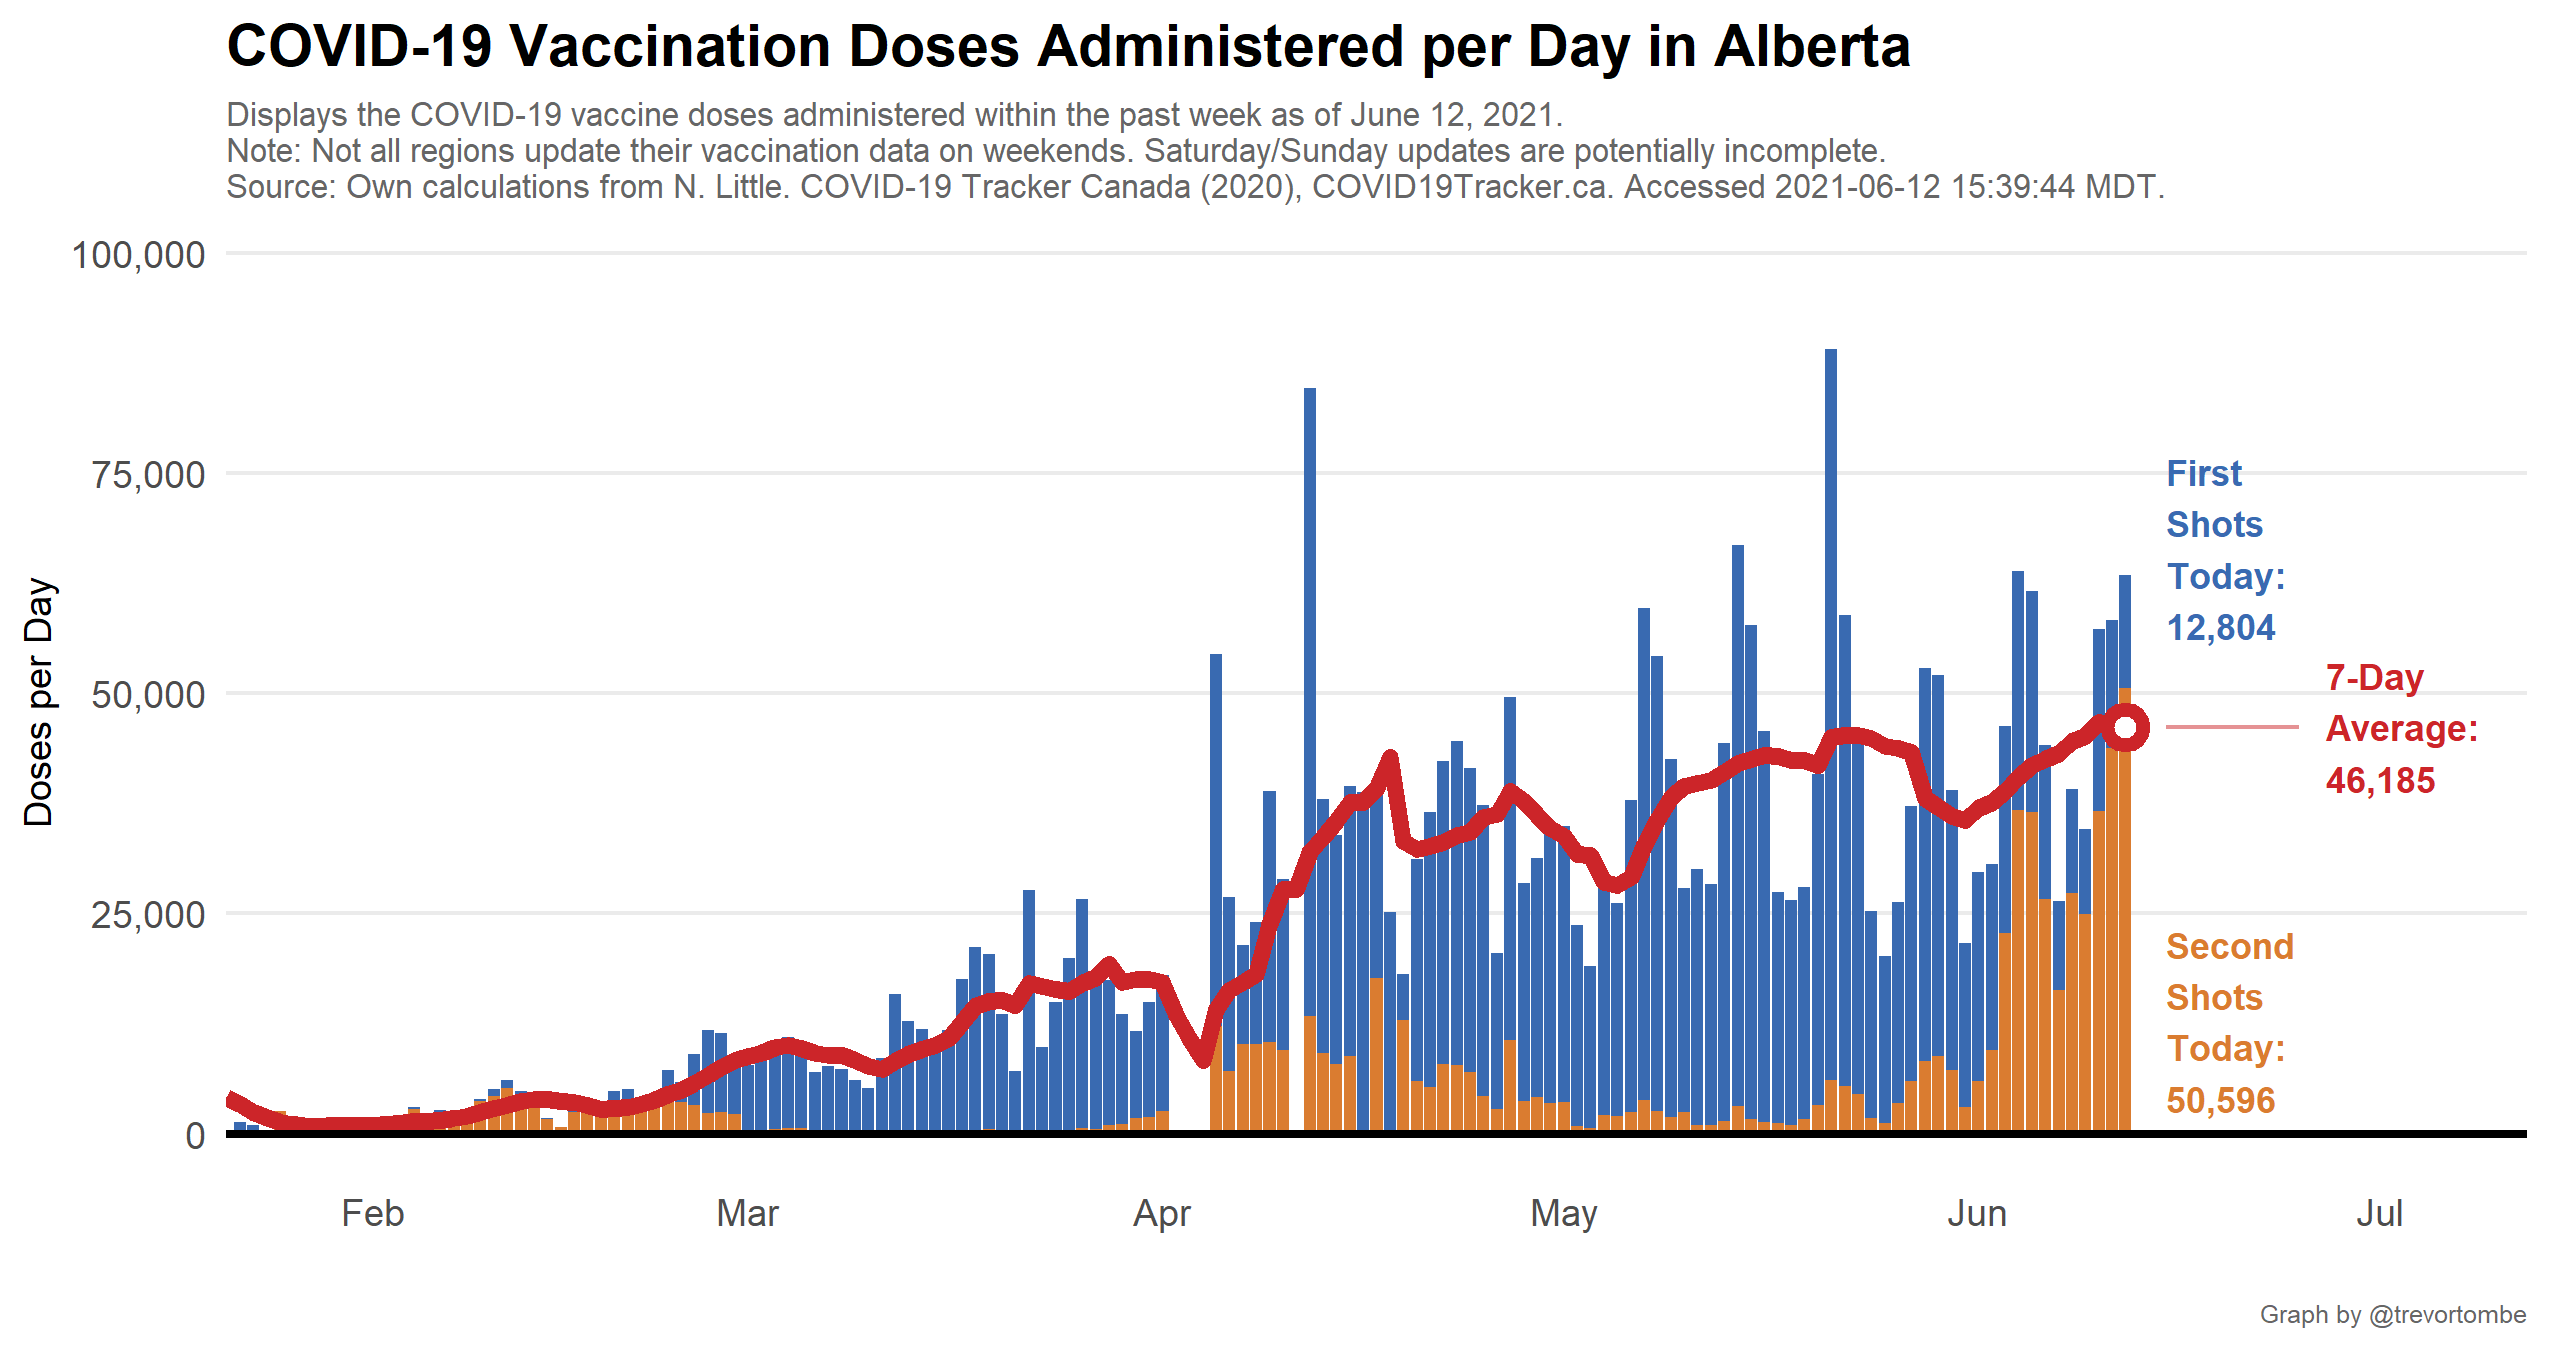 COVID-19 Vaccination Doses Administered per Day in Alberta
Displays the COVID-19 vaccine doses administered within the past week as of June 12, 2021.
Note: Not all regions update their vaccination data on weekends. Saturday/Sunday updates are potentially incomplete.
Source: Own calculations from N. Little. COVID-19 Tracker Canada (2020), COVID19Tracker.ca. Accessed 2021-06-12 15:39:44 MDT.
Doses per Day
100,000
75,000
50,000
25,000
0
First
Shots
Today:
12,804
7-Day
Average:
46,185
Second
Shots
Today:
50,596
Feb
Mar
Apr
May
Jun
Jul
Graph by @trevortombe